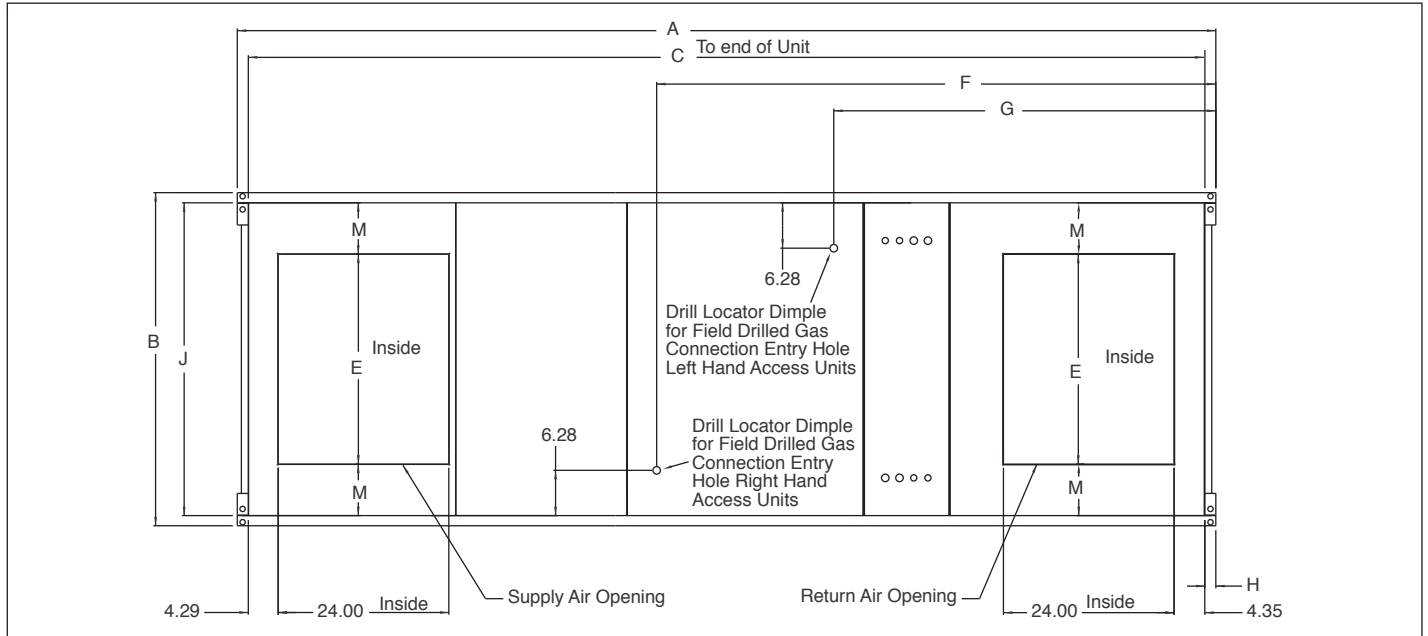 A
To end of Unit
C
F
G
M
M
6.28
Drill Locator Dimple
for Field Drilled Gas
Connection Entry Hole
Left Hand Access Units
B
J
E
Inside
E
Inside
6.28
Drill Locator Dimple
for Field Drilled Gas
Connection Entry
Hole Right Hand
Access Units
M
M
4.29
24.00 Inside
Supply Air Opening
Return Air Opening
24.00 Inside
H
4.35